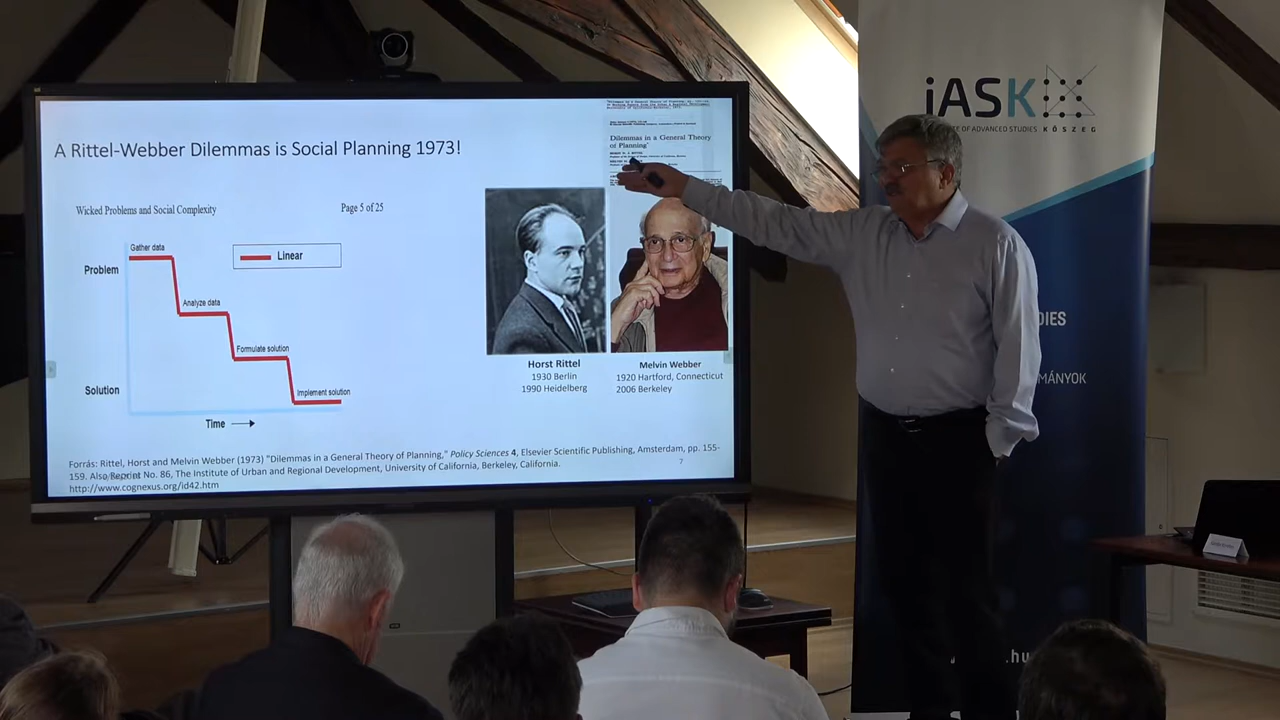 A Rittel-Webber Dilemmas is Social Planning 1973!
Dilemmas in a General Theory
of Planning*
Wicked Problems and Social Complexity
Page 5 of 25
Gather data
Linear
Problem
Analyze data
Formulate solution
Solution
Implement solution
Time
Horst Rittel
1930 Berlin
1990 Heidelberg
Melvin Webber
1920 Hartford, Connecticut
2006 Berkeley
Forrás: Rittel, Horst and Melvin Webber (1973) "Dilemmas in a General Theory of Planning," Policy Sciences 4, Elsevier Scientific Publishing, Amsterdam, pp. 155-
159. Also Reprint No. 86, The Institute of Urban and Regional Development, University of California, Berkeley, California.
http://www.cognexus.org/id42.htm
7
iASK
OF ADVANCED STUDIES KŐSZEG
DIES
MÁNYOK
.hu